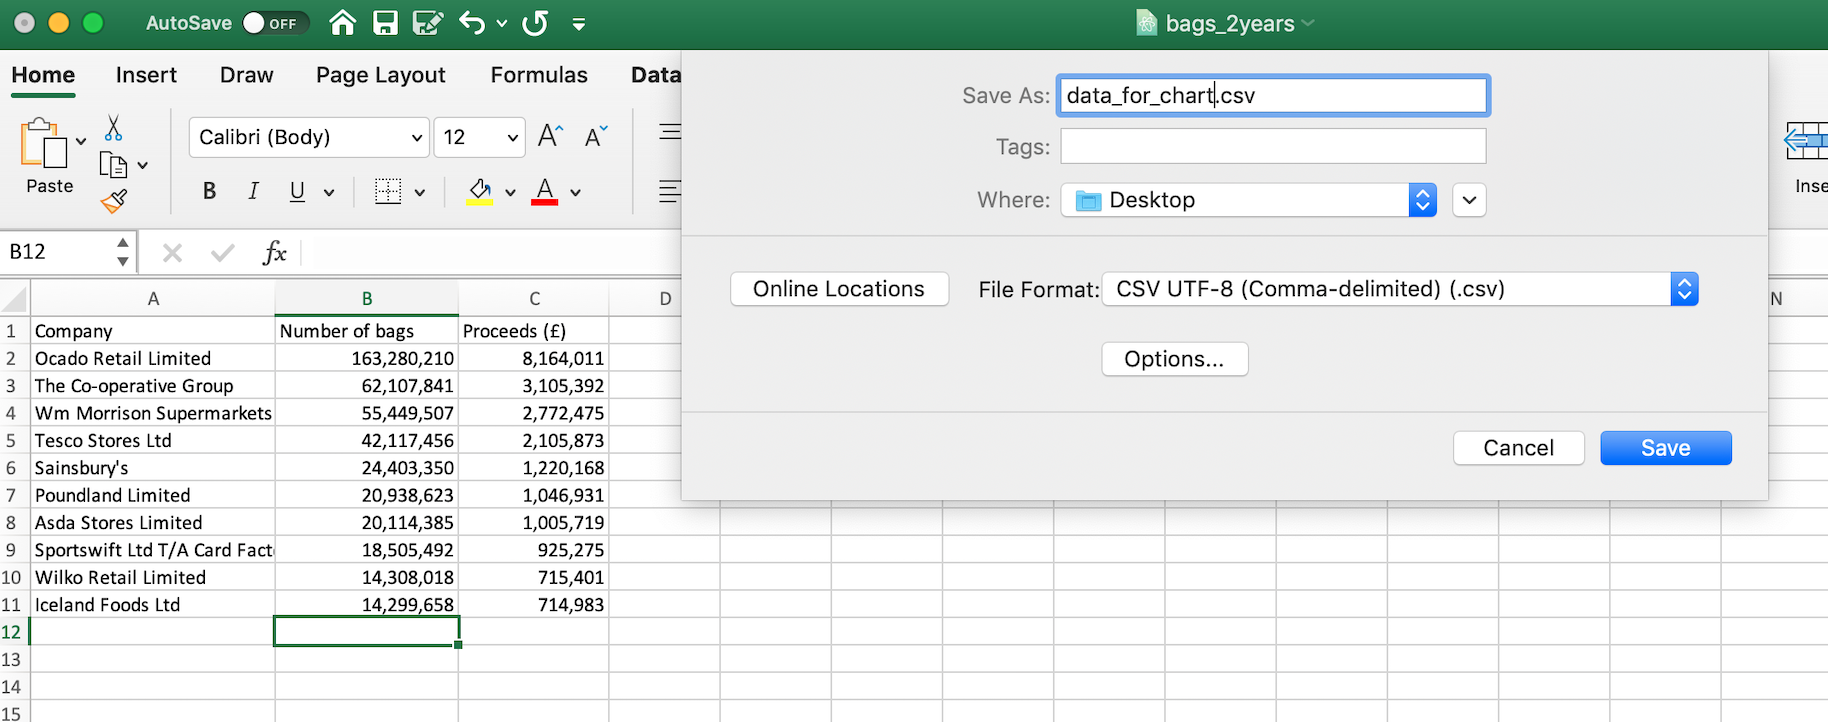 AutoSave OFF bags_2years
Home Insert Draw Page Layout Formulas Data
Save As: data_for_chart.csv
Tags:
Where: Desktop
Paste Calibri (Body) 12 A A
B I U A
Inse
B12 fx
Online Locations File Format: CSV UTF-8 (Comma-delimited) (.csv)
Options...
Cancel Save
A B C D N
1 Company Number of bags Proceeds (£)
2 Ocado Retail Limited 163,280,210 8,164,011
3 The Co-operative Group 62,107,841 3,105,392
4 Wm Morrison Supermarkets 55,449,507 2,772,475
5 Tesco Stores Ltd 42,117,456 2,105,873
6 Sainsbury's 24,403,350 1,220,168
7 Poundland Limited 20,938,623 1,046,931
8 Asda Stores Limited 20,114,385 1,005,719
9 Sportswift Ltd T/A Card Fact 18,505,492 925,275
10 Wilko Retail Limited 14,308,018 715,401
11 Iceland Foods Ltd 14,299,658 714,983
12
13
14
15